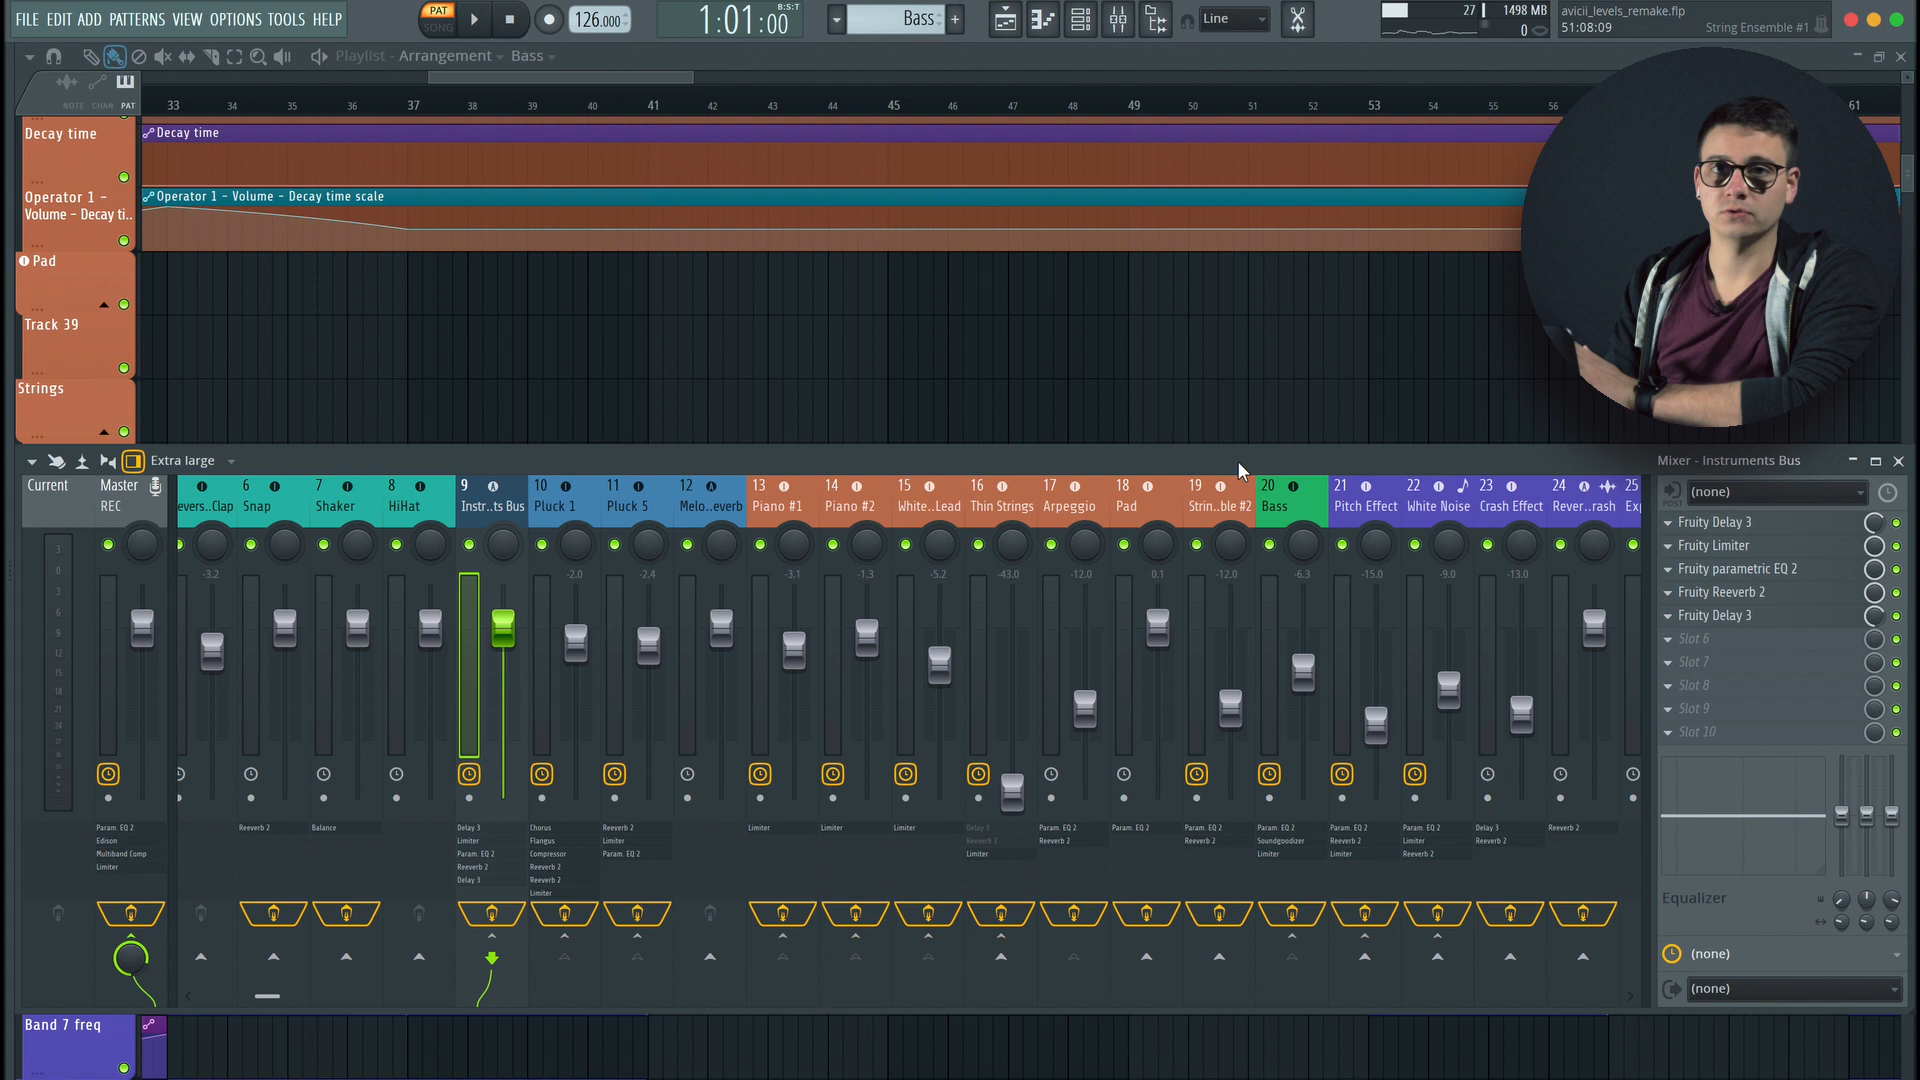 FILE EDIT ADD PATTERNS VIEW OPTIONS TOOLS HELP
PAT
SONG
126.000
1:01:00
B:S:T
Bass
Line
27
1498 MB
0
avicii_levels_remake.flp
51:08:09
String Ensemble #1
Playlist - Arrangement
Bass
NOTE CHAN PAT
33 34 35 36 37 38 39 40 41 42 43 44 45 46 47 48 49 50 51 52 53 54 55 56 61
Decay time
Decay time
Operator 1 -
Volume - Decay ti..
Operator 1 - Volume - Decay time scale
Pad
Track 39
Strings
Extra large
Mixer - Instruments Bus
Current
Master
REC
5 evers..Clap
6 Snap
7 Shaker
8 HiHat
9 Instr..ts Bus
10 Pluck 1
11 Pluck 5
12 Melo..everb
13 Piano #1
14 Piano #2
15 White..Lead
16 Thin Strings
17 Arpeggio
18 Pad
19 Strin..ble #2
20 Bass
21 Pitch Effect
22 White Noise
23 Crash Effect
24 Rever..rash
25 Ex
3 0 3 6 9 12 15 18 21 24 27
-3.2 -2.0 -2.4 -3.1 -1.3 -5.2 -43.0 -12.0 0.1 -12.0 -6.3 -15.0 -9.0 -13.0
Param. EQ 2
Edison
Multiband Comp
Limiter
Reeverb 2
Balance
Delay 3
Limiter
Param. EQ 2
Reeverb 2
Delay 3
Chorus
Flangus
Compressor
Reeverb 2
Reeverb 2
Limiter
Reeverb 2
Limiter
Param. EQ 2
Limiter
Limiter
Limiter
Delay 3
Reeverb 2
Limiter
Param. EQ 2
Reeverb 2
Param. EQ 2
Param. EQ 2
Reeverb 2
Param. EQ 2
Soundgoodizer
Limiter
Param. EQ 2
Reeverb 2
Limiter
Param. EQ 2
Limiter
Reeverb 2
Delay 3
Reeverb 2
Reeverb 2
POST
(none)
Fruity Delay 3
Fruity Limiter
Fruity parametric EQ 2
Fruity Reeverb 2
Fruity Delay 3
Slot 6
Slot 7
Slot 8
Slot 9
Slot 10
Equalizer
(none)
(none)
Band 7 freq